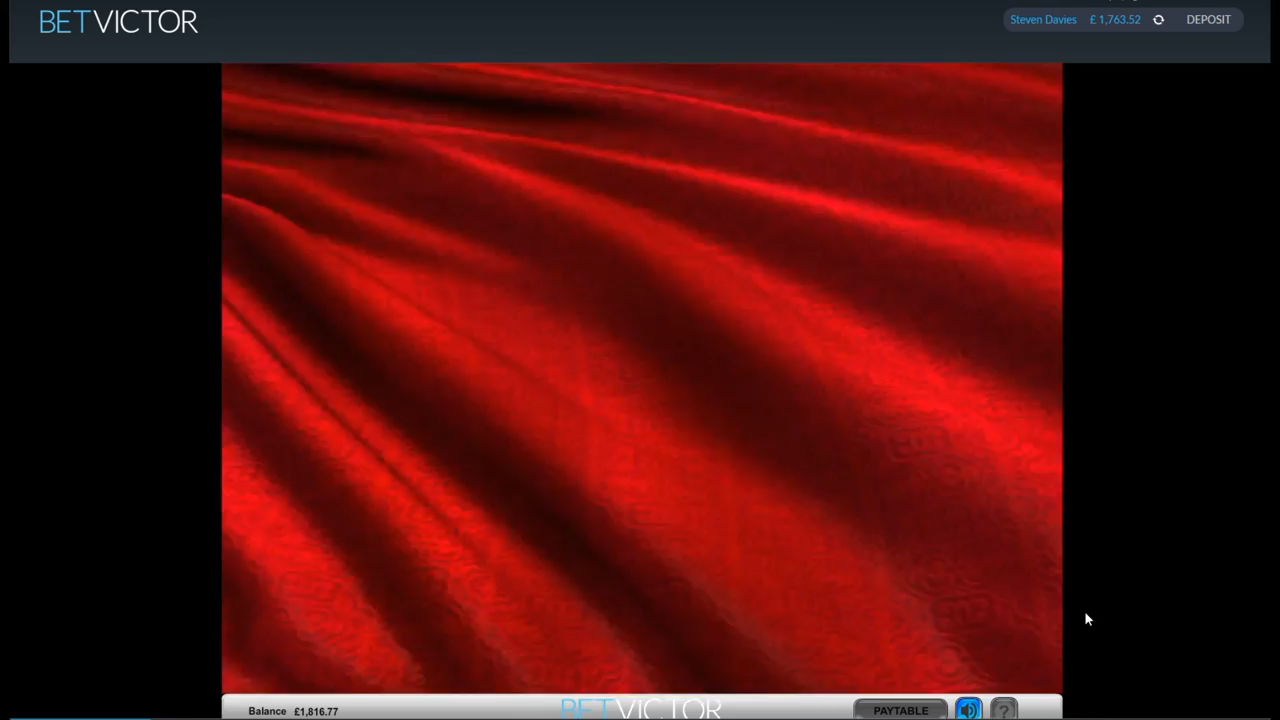 BETVICTOR
Steven Davies £ 1,763.52 DEPOSIT
Balance £1,816.77
BETVICTOR
PAYTABLE
?